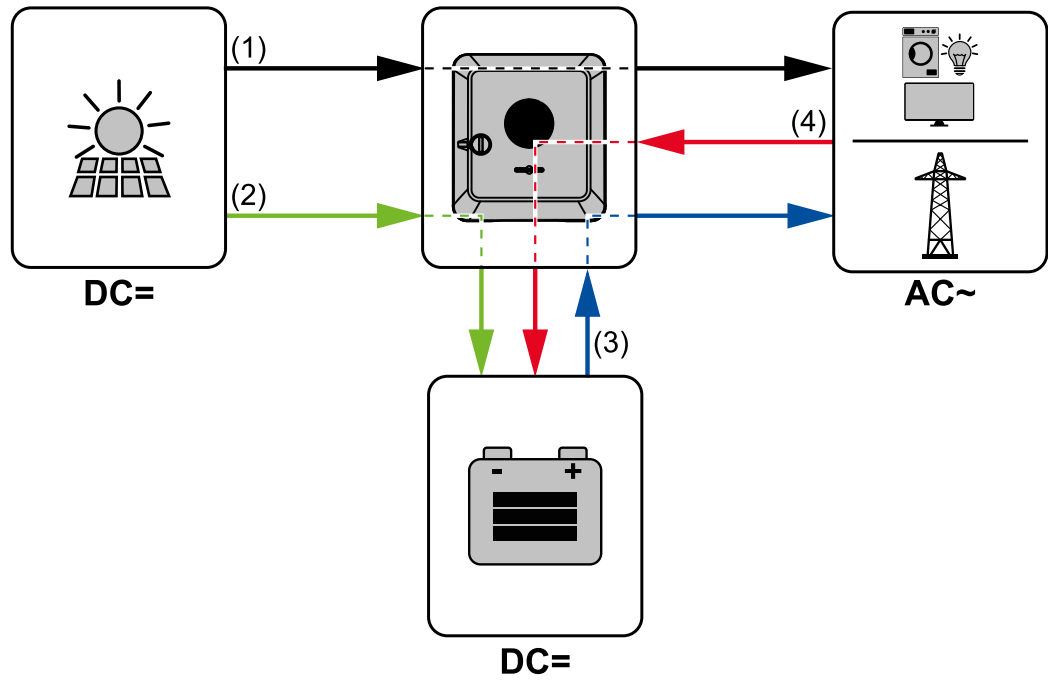 (1)
(4)
(2)
DC=
AC~
(3)
- +
DC=